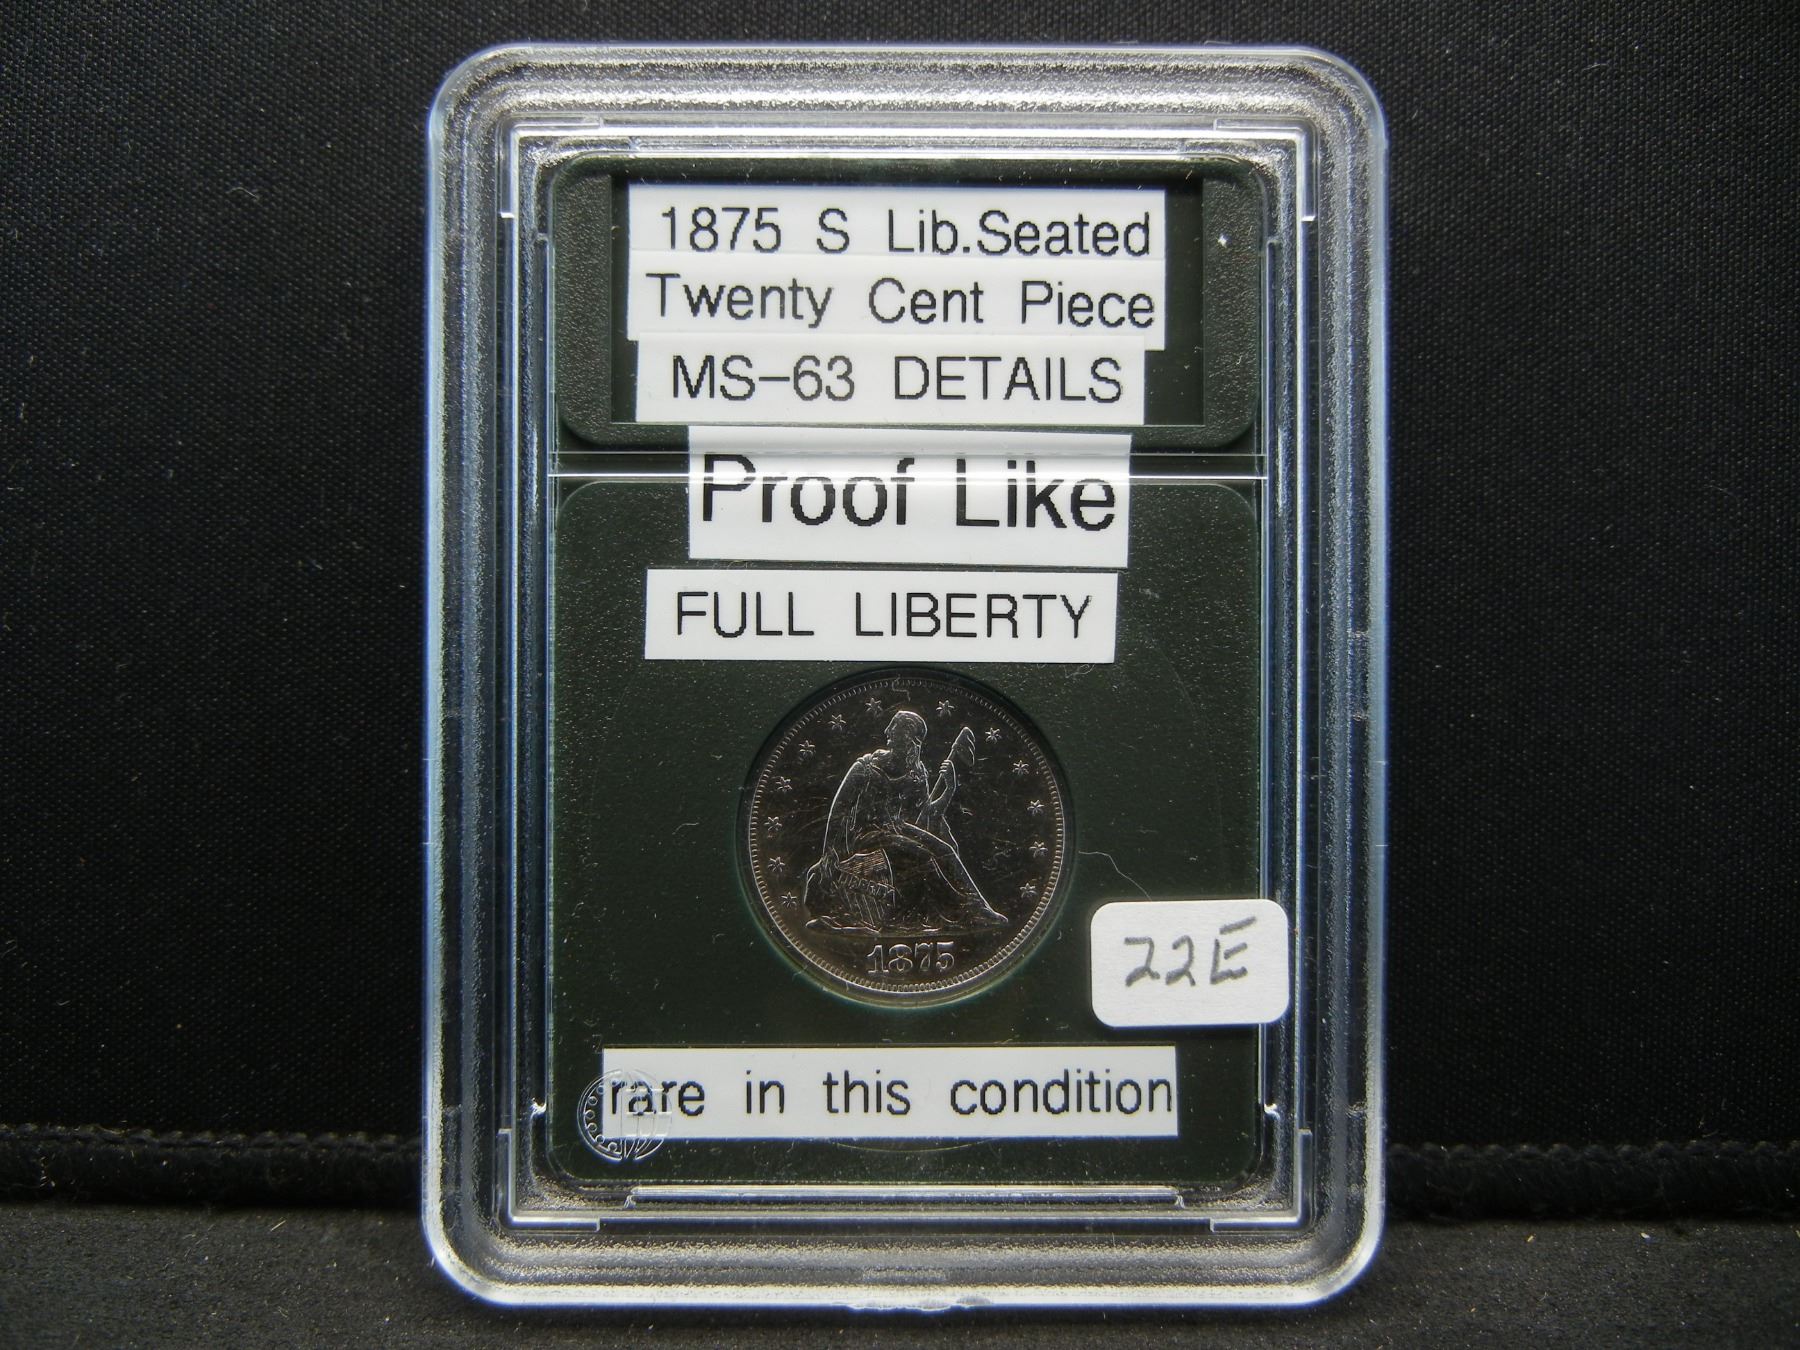 1875 S Lib.Seated
Twenty Cent Piece
MS-63 DETAILS
Proof Like
FULL LIBERTY
LIBERTY
1875
22E
rare in this condition